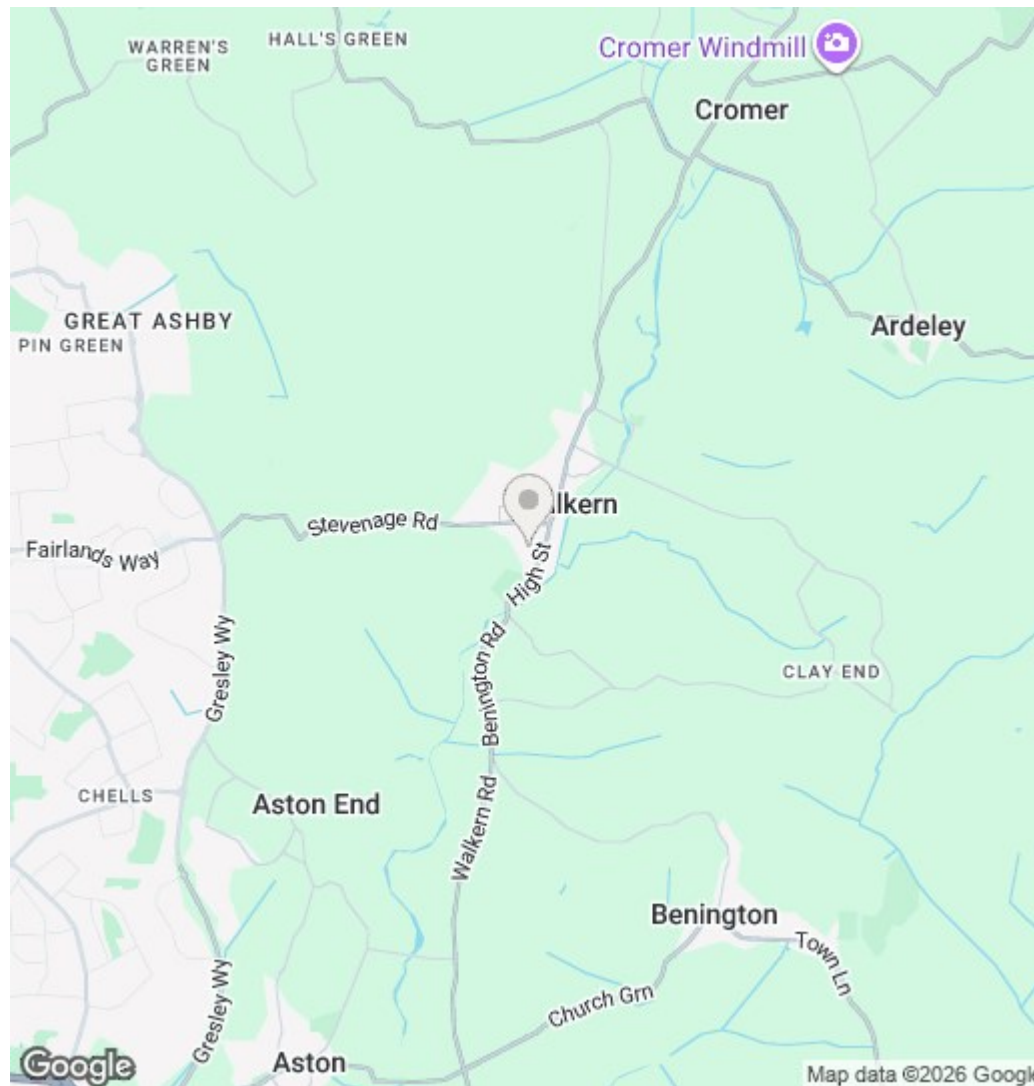 WARREN'S
GREEN
HALL'S GREEN
Cromer Windmill
Cromer
GREAT ASHBY
PIN GREEN
Ardeley
lkern
Stevenage Rd
Fairlands Way
High St
Benington Rd
Gresley Wy
CLAY END
CHELLS
Aston End
Walkern Rd
Benington
Town Ln
Church Grn
Gresley Wy
Aston
Google
Map data ©2026 Google